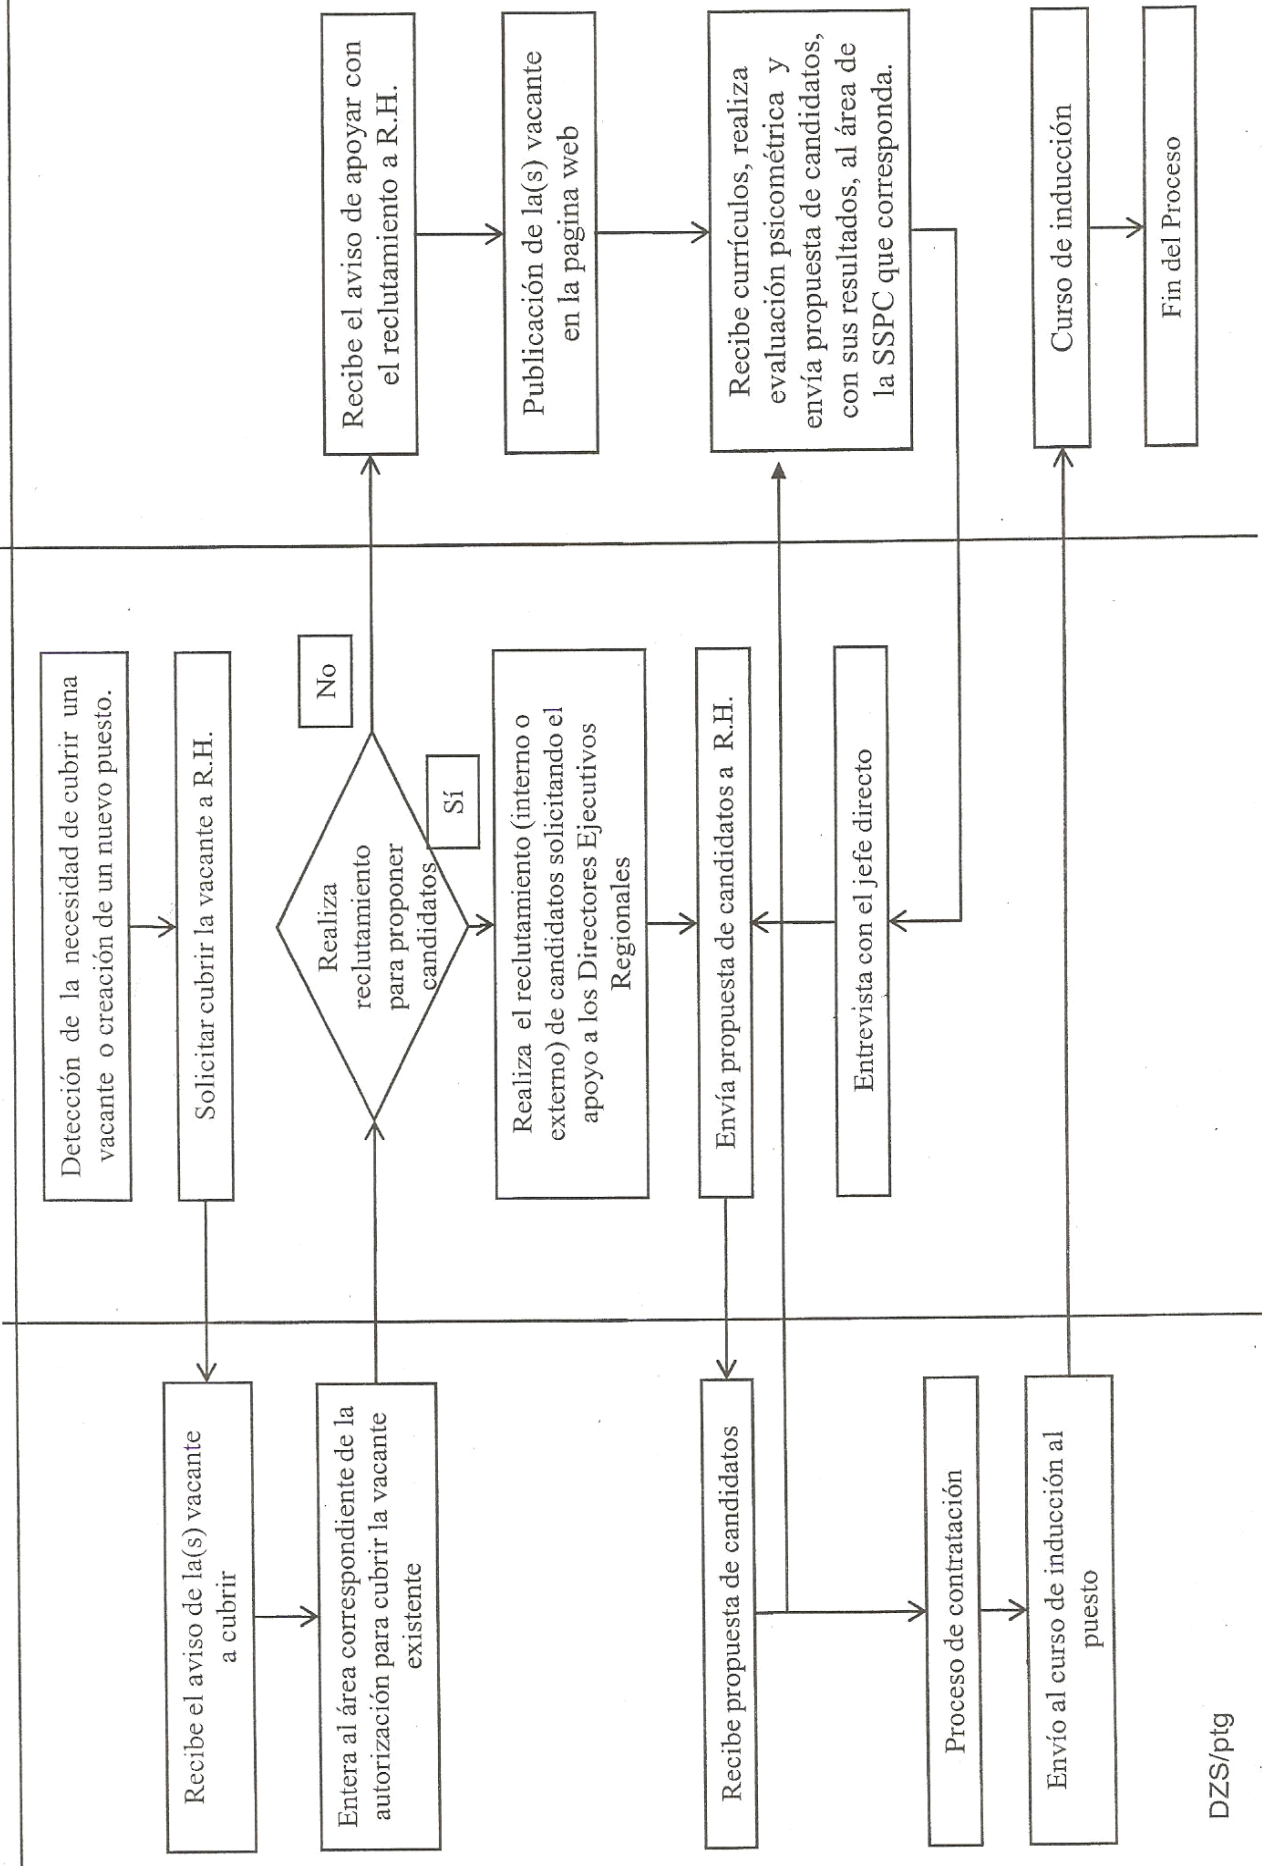 Recibe el aviso de la(s) vacante
a cubrir
Entera al área correspondiente de la
autorización para cubrir la vacante
existente
Recibe propuesta de candidatos
Proceso de contratación
Envío al curso de inducción al
puesto
Detección de la necesidad de cubrir una
vacante o creación de un nuevo puesto.
Solicitar cubrir la vacante a R.H.
Realiza
reclutamiento
para proponer
candidatos
No
Sí
Realiza el reclutamiento (interno o
externo) de candidatos solicitando el
apoyo a los Directores Ejecutivos
Regionales
Envía propuesta de candidatos a R.H.
Entrevista con el jefe directo
Recibe el aviso de apoyar con
el reclutamiento a R.H.
Publicación de la(s) vacante
en la pagina web
Recibe currículos, realiza
evaluación psicométrica y
envía propuesta de candidatos,
con sus resultados, al área de
la SSPC que corresponda.
Curso de inducción
Fin del Proceso
DZS/ptg